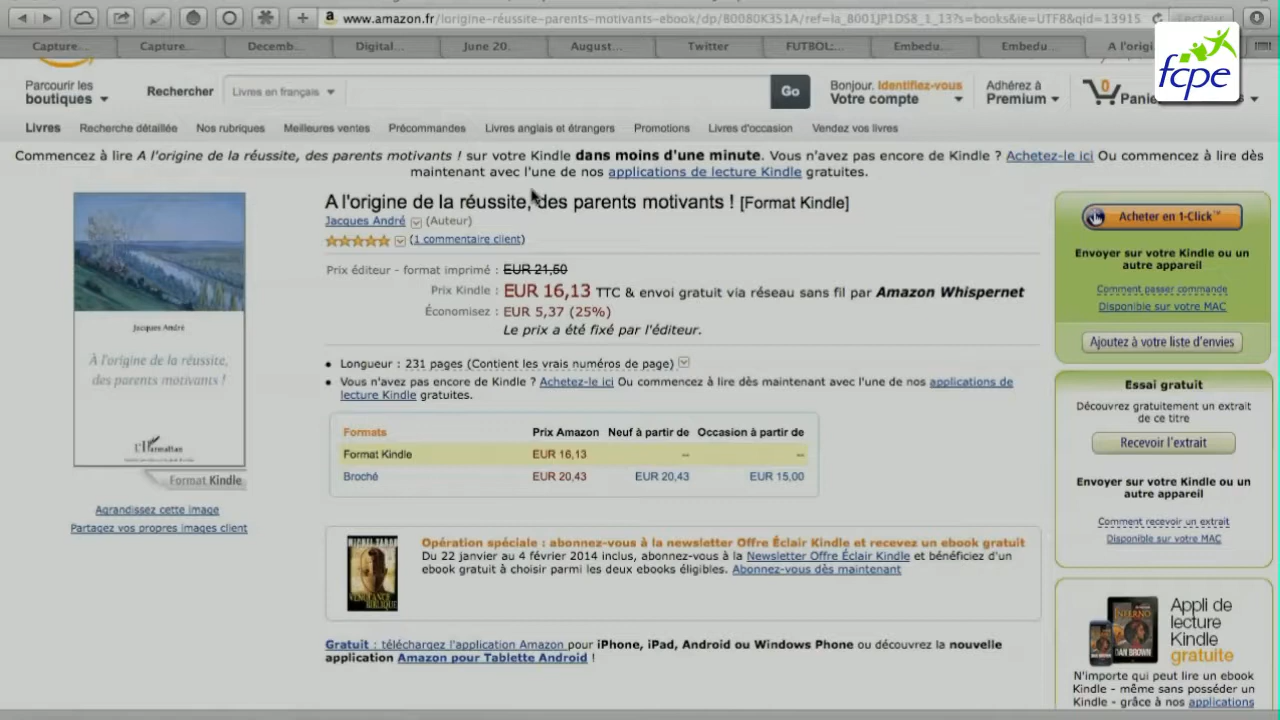 www.amazon.fr/lorigine-réussite-parents-motivants-ebook/dp/B0080K351A/ref=la_B001JP1DS8_1_13?s=books&ie=UTF8&qid=13915
Lecteur
Capture... Capture... Decemb... Digital... June 20. August... Twitter FUTBOL:... Embedu... Embedu... A l'orig
fcpe
Parcourir les
boutiques
Rechercher
Livres en français
Go
Bonjour. Identifiez-vous
Votre compte
Adhérez à
Premium
0
Panie
Livres Recherche détaillée Nos rubriques Meilleures ventes Précommandes Livres anglais et étrangers Promotions Livres d'occasion Vendez vos livres
Commencez à lire A l'origine de la réussite, des parents motivants ! sur votre Kindle dans moins d'une minute. Vous n'avez pas encore de Kindle ? Achetez-le ici Ou commencez à lire dès
maintenant avec l'une de nos applications de lecture Kindle gratuites.
Jacques André
À l'origine de la réussite,
des parents motivants !
L'Harmattan
Format Kindle
Agrandissez cette image
Partagez vos propres images client
A l'origine de la réussite, des parents motivants ! [Format Kindle]
Jacques André (Auteur)
(1 commentaire client)
Prix éditeur - format imprimé : EUR 21,50
Prix Kindle : EUR 16,13 TTC & envoi gratuit via réseau sans fil par Amazon Whispernet
Économisez : EUR 5,37 (25%)
Le prix a été fixé par l'éditeur.
• Longueur : 231 pages (Contient les vrais numéros de page)
• Vous n'avez pas encore de Kindle ? Achetez-le ici Ou commencez à lire dès maintenant avec l'une de nos applications de
lecture Kindle gratuites.
Formats Prix Amazon Neuf à partir de Occasion à partir de
Format Kindle EUR 16,13 -- --
Broché EUR 20,43 EUR 20,43 EUR 15,00
Opération spéciale : abonnez-vous à la newsletter Offre Éclair Kindle et recevez un ebook gratuit
Du 22 janvier au 4 février 2014 inclus, abonnez-vous à la Newsletter Offre Éclair Kindle et bénéficiez d'un
ebook gratuit à choisir parmi les deux ebooks éligibles. Abonnez-vous dès maintenant
Gratuit : téléchargez l'application Amazon pour iPhone, iPad, Android ou Windows Phone ou découvrez la nouvelle
application Amazon pour Tablette Android !
Acheter en 1-Click™
Envoyer sur votre Kindle ou un
autre appareil
Comment passer commande
Disponible sur votre MAC
Ajoutez à votre liste d'envies
Essai gratuit
Découvrez gratuitement un extrait
de ce titre
Recevoir l'extrait
Envoyer sur votre Kindle ou un
autre appareil
Comment recevoir un extrait
Disponible sur votre MAC
INFERNO
DAN BROWN
Appli de
lecture
Kindle
gratuite
N'importe qui peut lire un ebook
Kindle - même sans posséder un
Kindle - grâce à nos applications